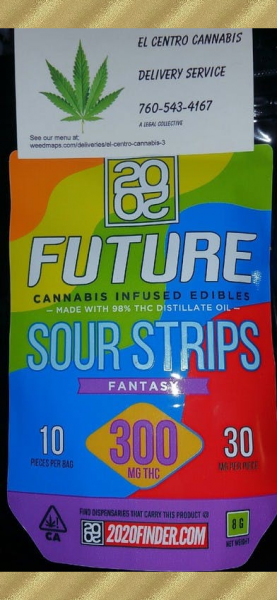 EL CENTRO CANNABIS
DELIVERY SERVICE
760-543-4167
A LEGAL COLLECTIVE
See our menu at:
weedmaps.com/deliveries/el-centro-cannabis-3
2020
FUTURE
CANNABIS INFUSED EDIBLES
— MADE WITH 98% THC DISTILLATE OIL —
SOUR STRIPS
FANTASY
10
PIECES PER BAG
300
MG THC
30
MG PER PIECE
FIND DISPENSARIES THAT CARRY THIS PRODUCT @
2020 2020FINDER.COM
CA
8 G
NET WEIGHT